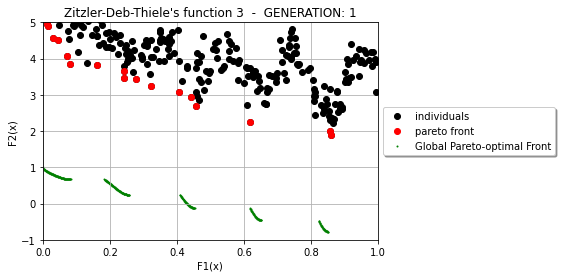 Zitzler-Deb-Thiele's function 3 - GENERATION: 1
5
4
3
2
1
0
-1
F2(x)
0.0 0.2 0.4 0.6 0.8 1.0
F1(x)
individuals
pareto front
Global Pareto-optimal Front